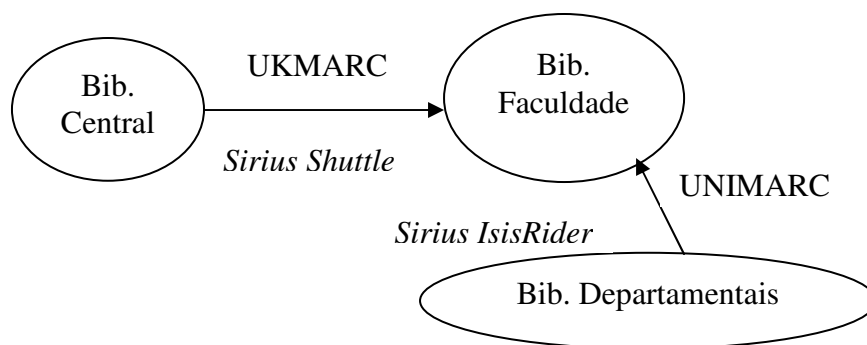 Bib.
Central
UKMARC
Sirius Shuttle
Bib.
Faculdade
UNIMARC
Sirius IsisRider
Bib. Departamentais